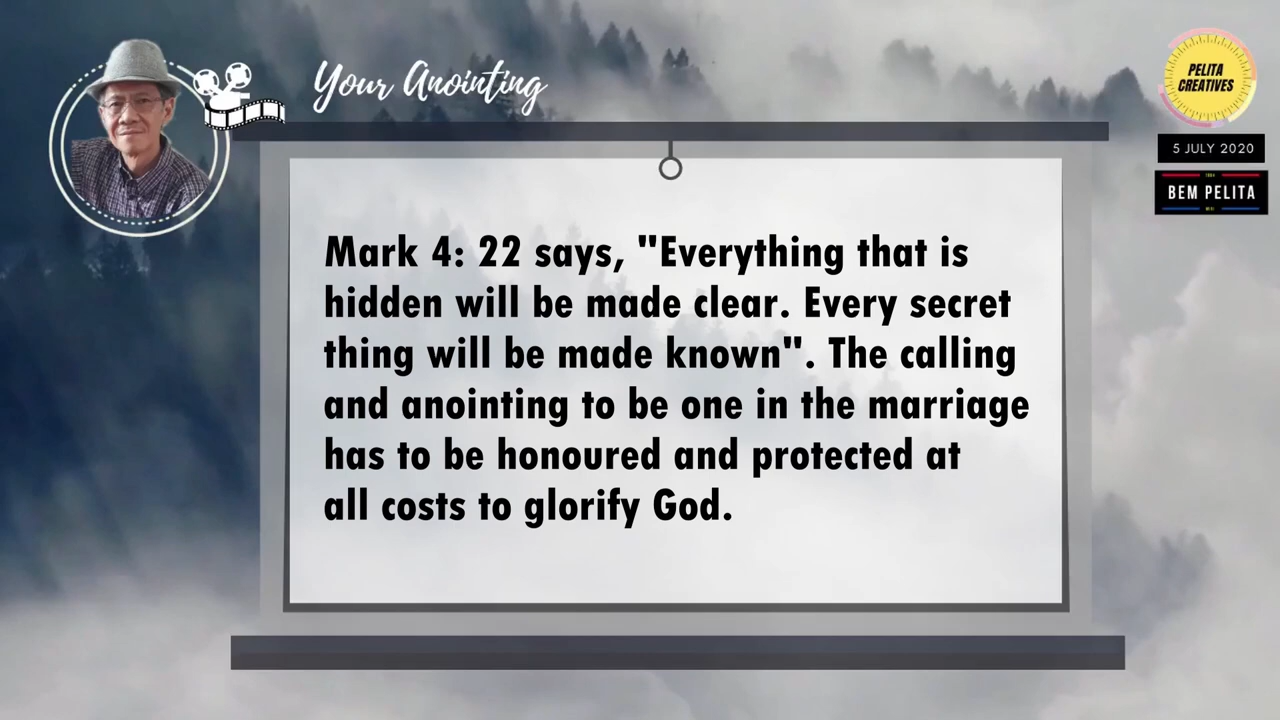 Your Anointing
PELITA
CREATIVES
5 JULY 2020
BEM PELITA
Mark 4: 22 says, "Everything that is
hidden will be made clear. Every secret
thing will be made known". The calling
and anointing to be one in the marriage
has to be honoured and protected at
all costs to glorify God.